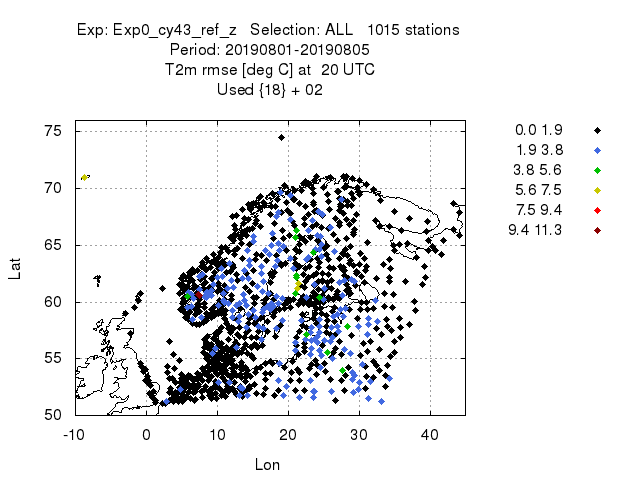 Exp: Exp0_cy43_ref_z   Selection: ALL   1015 stations
Period: 20190801-20190805
T2m rmse [deg C] at  20 UTC
Used {18} + 02
0.0 1.9
1.9 3.8
3.8 5.6
5.6 7.5
7.5 9.4
9.4 11.3
Lat
75
70
65
60
55
50
-10 0 10 20 30 40
Lon